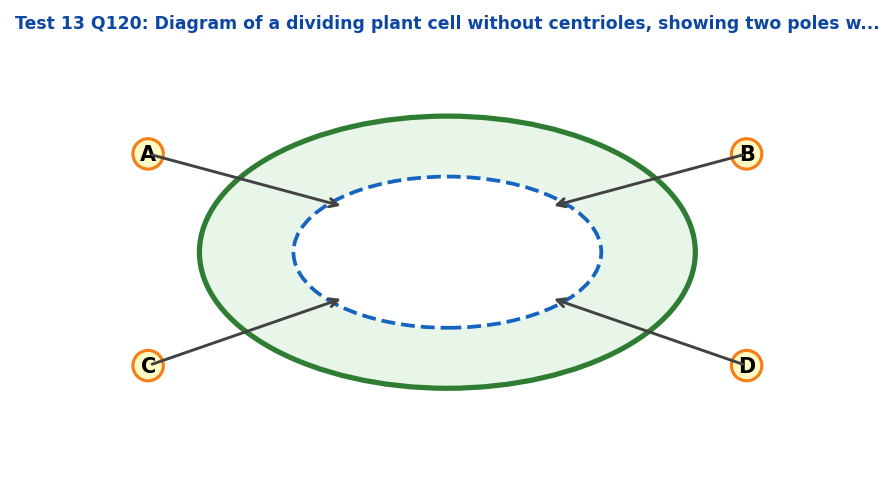 Test 13 Q120: Diagram of a dividing plant cell without centrioles, showing two poles w...
A
B
C
D